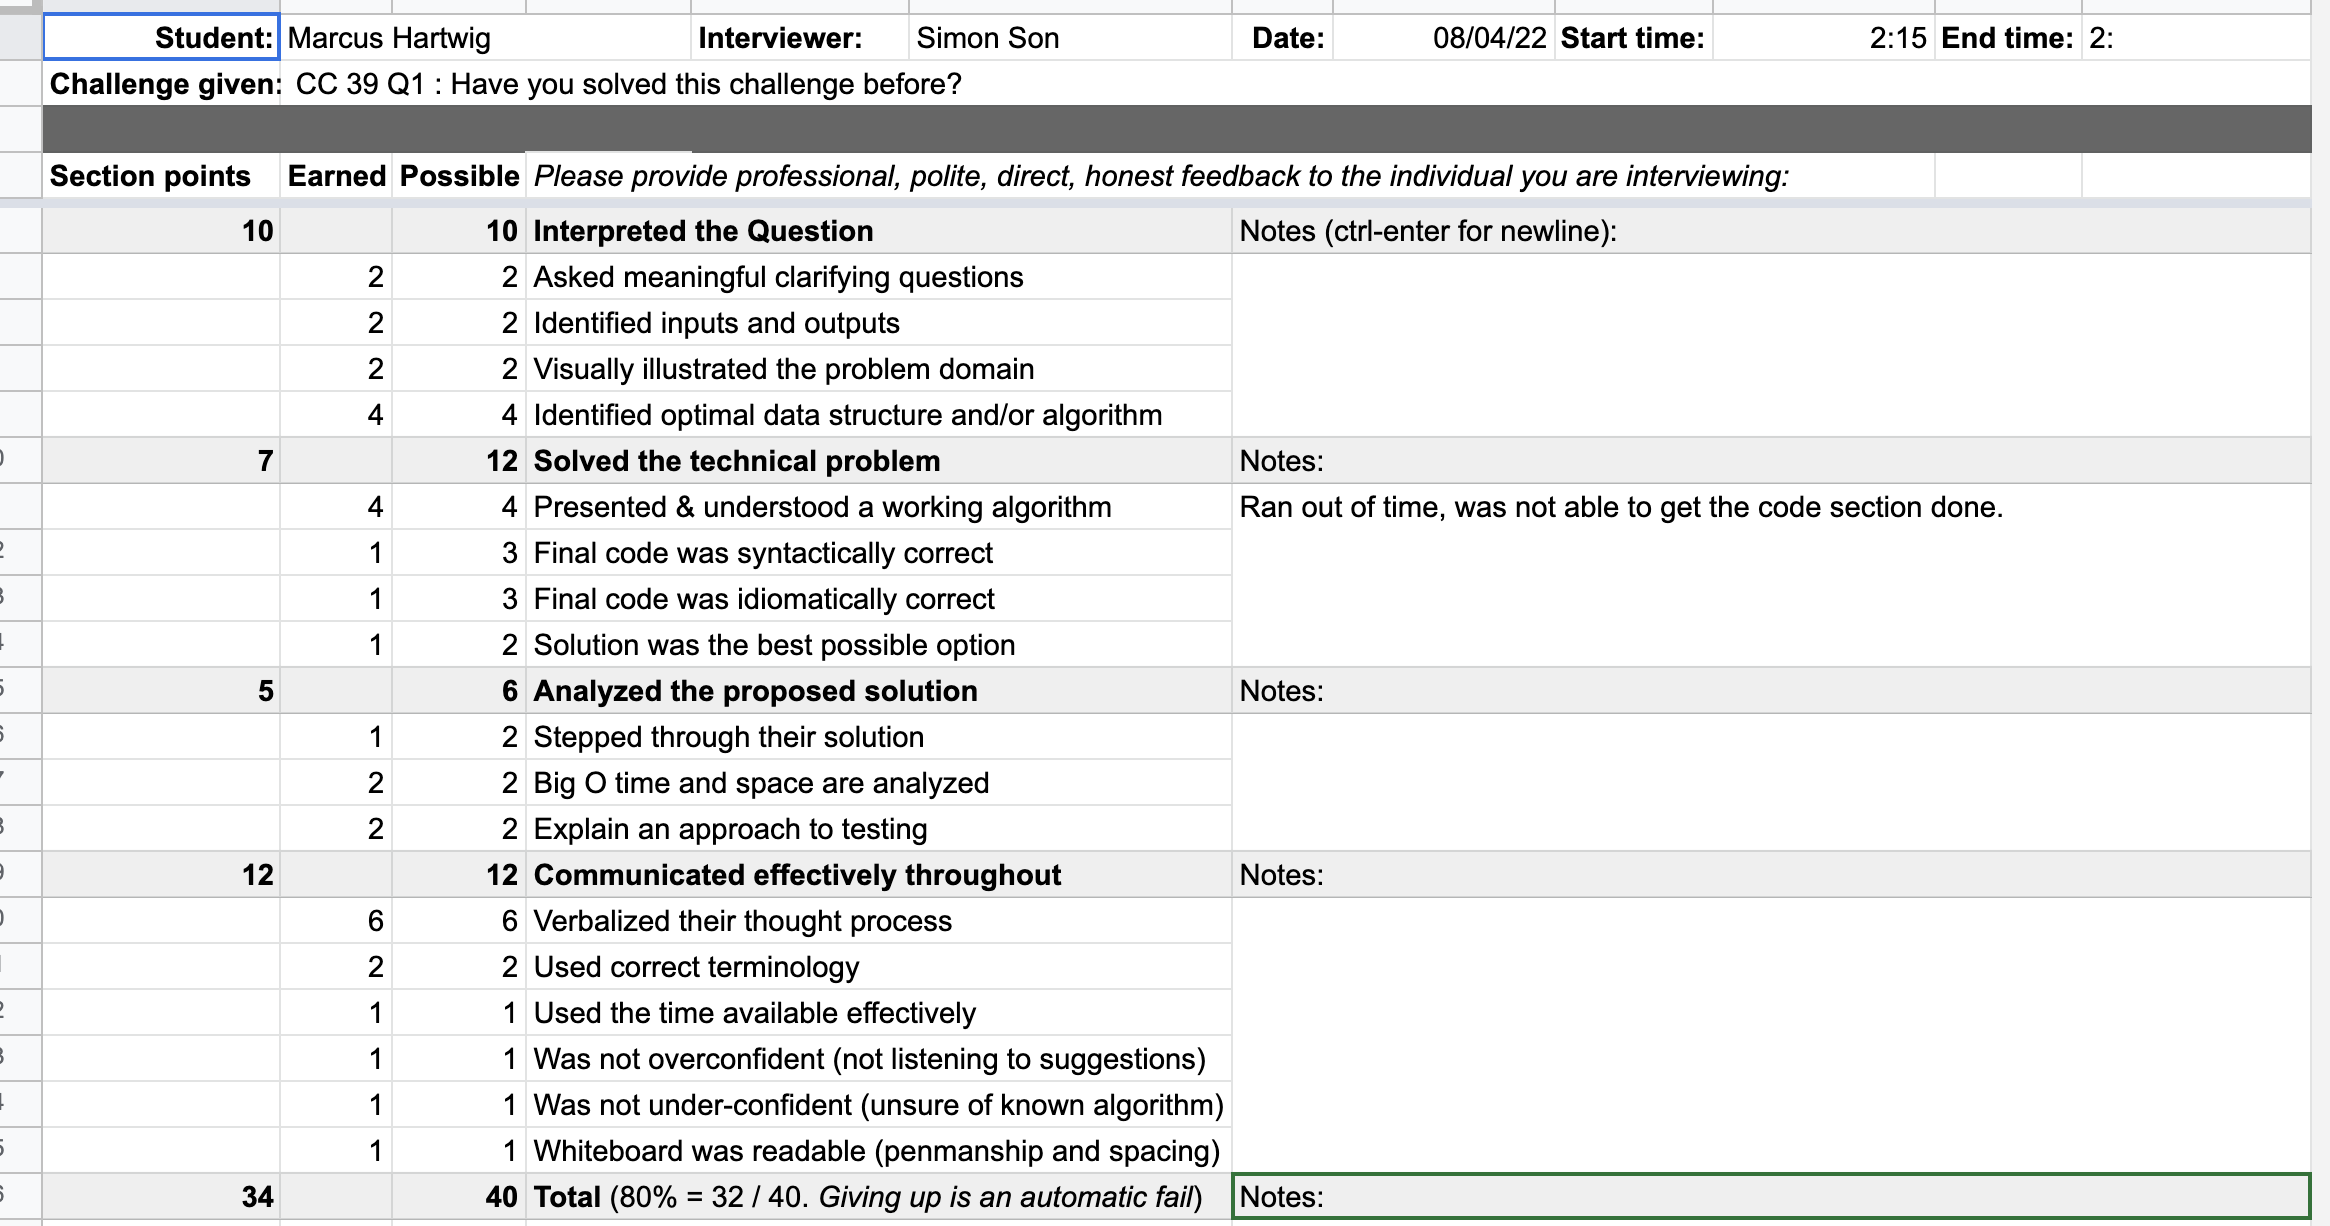 Student: Marcus Hartwig Interviewer: Simon Son Date: 08/04/22 Start time: 2:15 End time: 2:
Challenge given: CC 39 Q1 : Have you solved this challenge before?
Section points Earned Possible Please provide professional, polite, direct, honest feedback to the individual you are interviewing:
10 10 Interpreted the Question Notes (ctrl-enter for newline):
2 2 Asked meaningful clarifying questions
2 2 Identified inputs and outputs
2 2 Visually illustrated the problem domain
4 4 Identified optimal data structure and/or algorithm
7 12 Solved the technical problem Notes:
4 4 Presented & understood a working algorithm Ran out of time, was not able to get the code section done.
1 3 Final code was syntactically correct
1 3 Final code was idiomatically correct
1 2 Solution was the best possible option
5 6 Analyzed the proposed solution Notes:
1 2 Stepped through their solution
2 2 Big O time and space are analyzed
2 2 Explain an approach to testing
12 12 Communicated effectively throughout Notes:
6 6 Verbalized their thought process
2 2 Used correct terminology
1 1 Used the time available effectively
1 1 Was not overconfident (not listening to suggestions)
1 1 Was not under-confident (unsure of known algorithm)
1 1 Whiteboard was readable (penmanship and spacing)
34 40 Total (80% = 32 / 40. Giving up is an automatic fail) Notes: